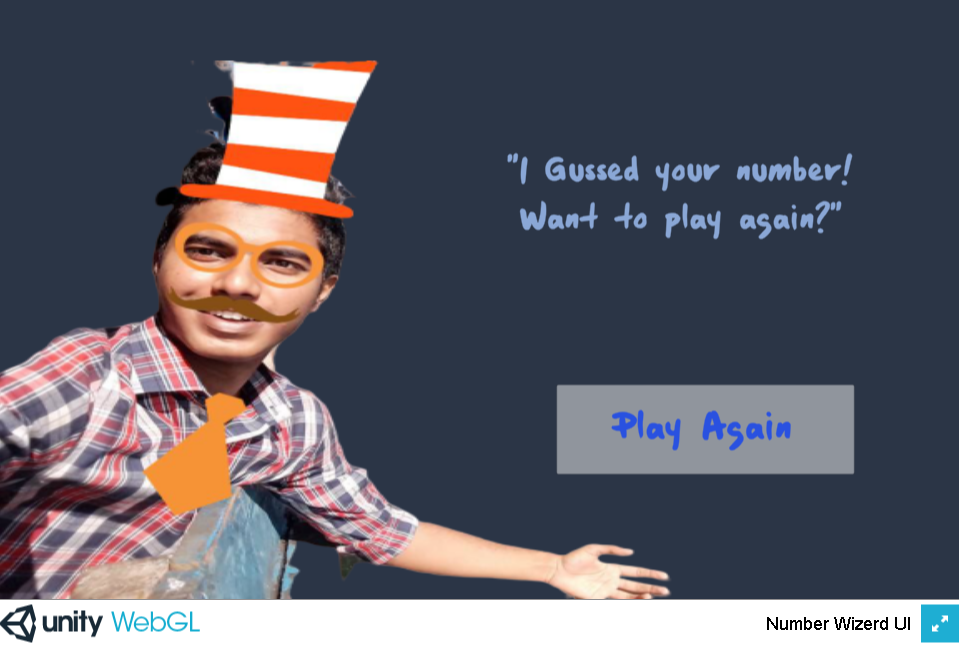 "I Gussed your number!
Want to play again?"
Play Again
unity WebGL
Number Wizerd UI